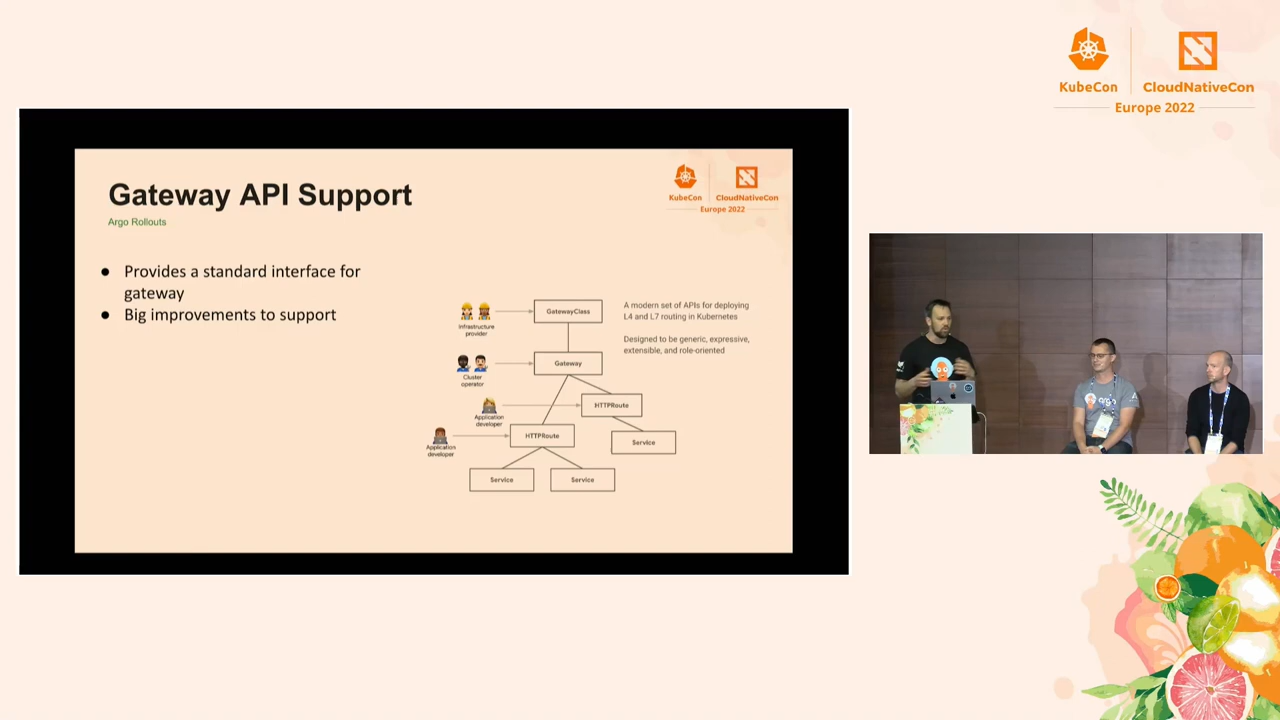 KubeCon
CloudNativeCon
Europe 2022
Gateway API Support
Argo Rollouts
KubeCon
CloudNativeCon
Europe 2022
● Provides a standard interface for
gateway
● Big improvements to support
Infrastructure
provider
GatewayClass
A modern set of APIs for deploying
L4 and L7 routing in Kubernetes
Designed to be generic, expressive,
extensible, and role-oriented
Cluster
operator
Gateway
Application
developer
HTTPRoute
Application
developer
HTTPRoute
Service
Service
Service
argo